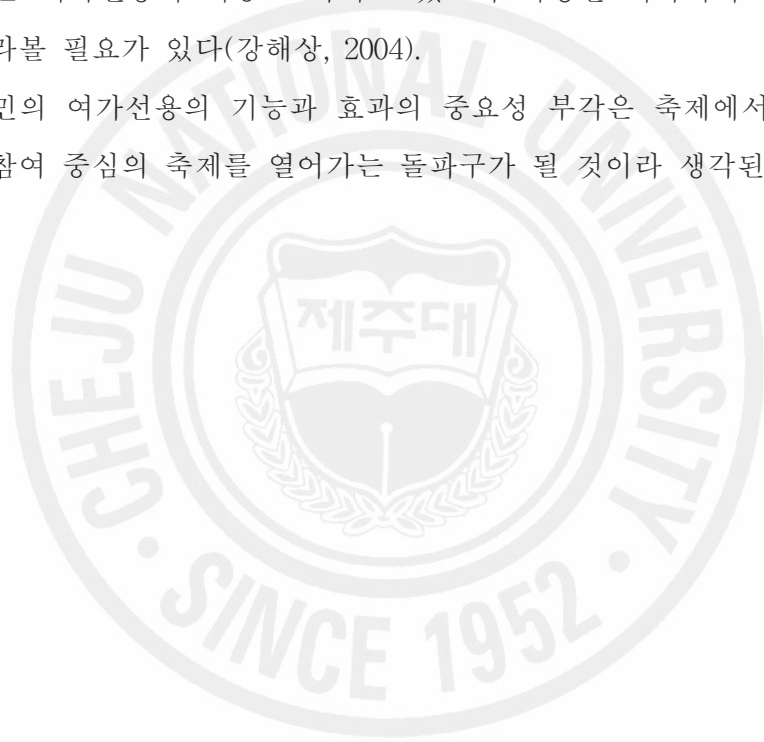 라볼 필요가 있다(강해상, 2004).
민의 여가선용의 기능과 효과의 중요성 부각은 축제에서
참여 중심의 축제를 열어가는 돌파구가 될 것이라 생각된
CHEJU NATIONAL UNIVERSITY
제주대
SINCE 1952